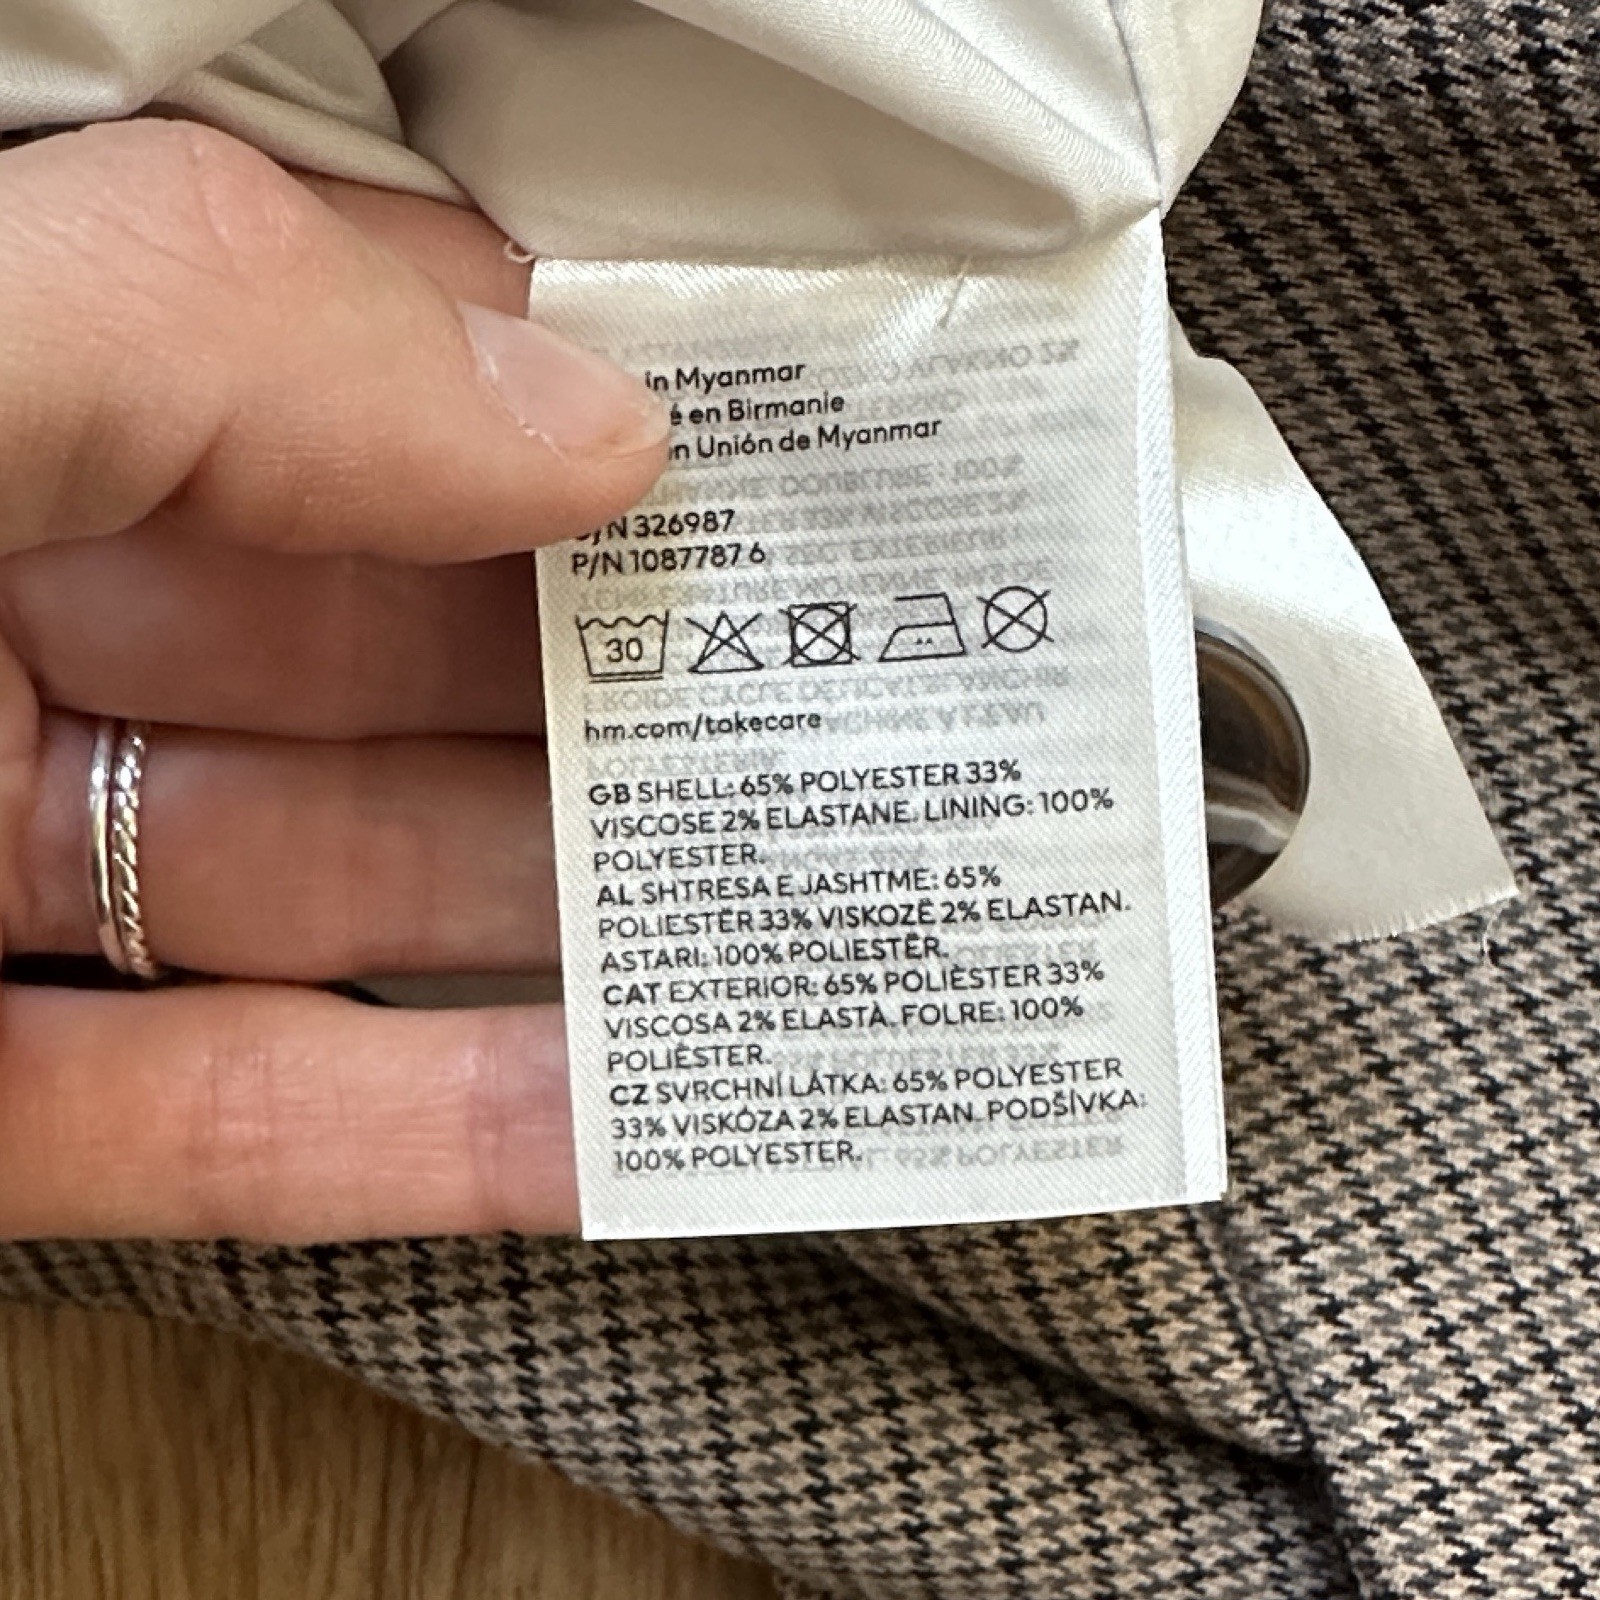 in Myanmar
é en Birmanie
n Unión de Myanmar
/N 326987
P/N 1087787 6
30
hm.com/takecare
GB SHELL: 65% POLYESTER 33%
VISCOSE 2% ELASTANE. LINING: 100%
POLYESTER.
AL SHTRESA E JASHTME: 65%
POLIESTËR 33% VISKOZË 2% ELASTAN.
ASTARI: 100% POLIESTËR.
CAT EXTERIOR: 65% POLIÈSTER 33%
VISCOSA 2% ELASTÀ. FOLRE: 100%
POLIÈSTER.
CZ SVRCHNÍ LÁTKA: 65% POLYESTER
33% VISKÓZA 2% ELASTAN. PODŠÍVKA:
100% POLYESTER.